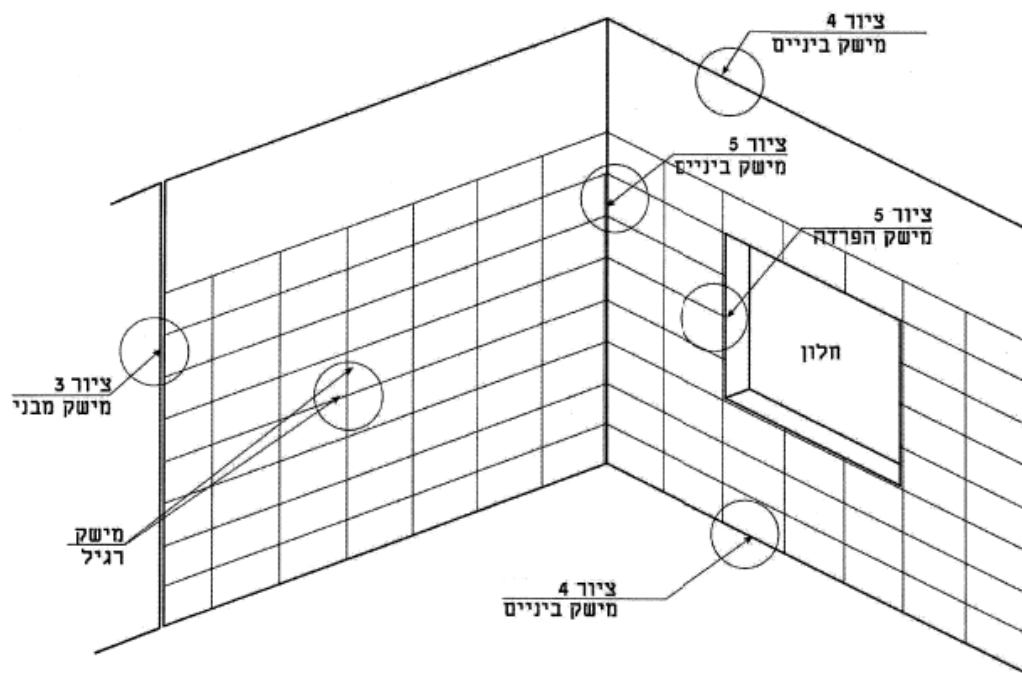 ציור 4
מישק ביניים
ציור 5
מישק ביניים
ציור 5
מישק הפרדה
חלון
ציור 3
מישק מבני
מישק
רגיל
ציור 4
מישק ביניים